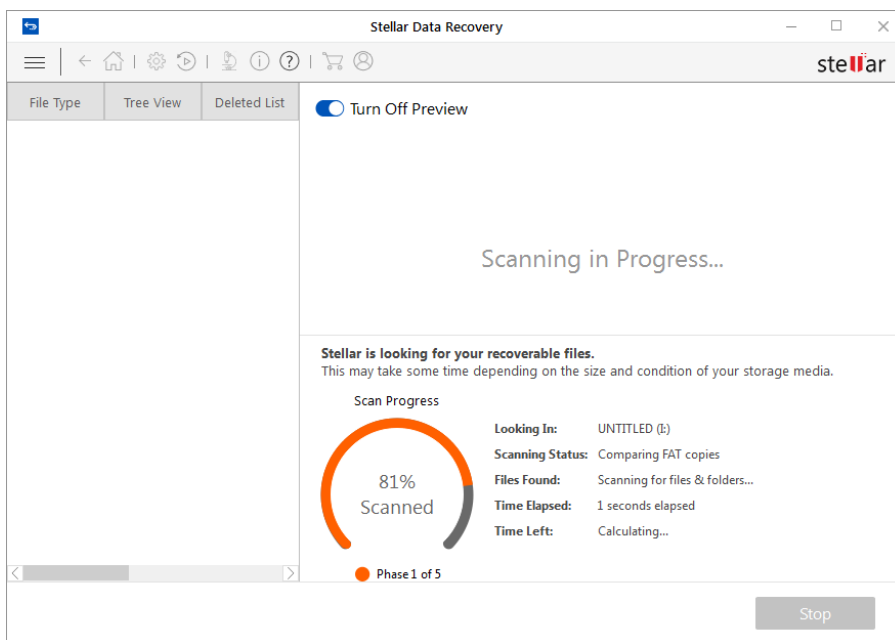 Stellar Data Recovery
stellar
File Type Tree View Deleted List
Turn Off Preview
Scanning in Progress...
Stellar is looking for your recoverable files.
This may take some time depending on the size and condition of your storage media.
Scan Progress
81%
Scanned
Phase 1 of 5
Looking In: UNTITLED (I:)
Scanning Status: Comparing FAT copies
Files Found: Scanning for files & folders...
Time Elapsed: 1 seconds elapsed
Time Left: Calculating...
Stop